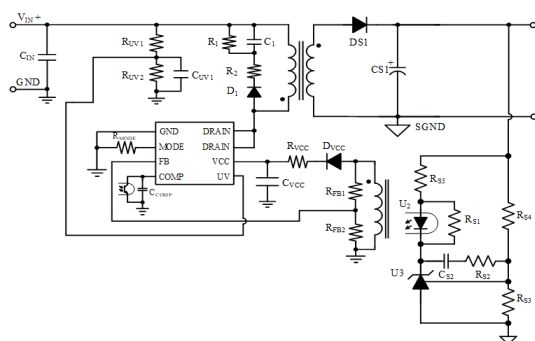 VIN+
R1
C1
DS1
RUV1
CIN
R2
CS1
+
RUV2
CUV1
GND
D1
SGND
RMODE
GND DRAIN
MODE DRAIN
FB VCC
COMP UV
CCOMP
RVCC
DVCC
CVCC
RFB1
RFB2
RS5
U2
RS1
RS4
CS2
RS2
U3
RS3